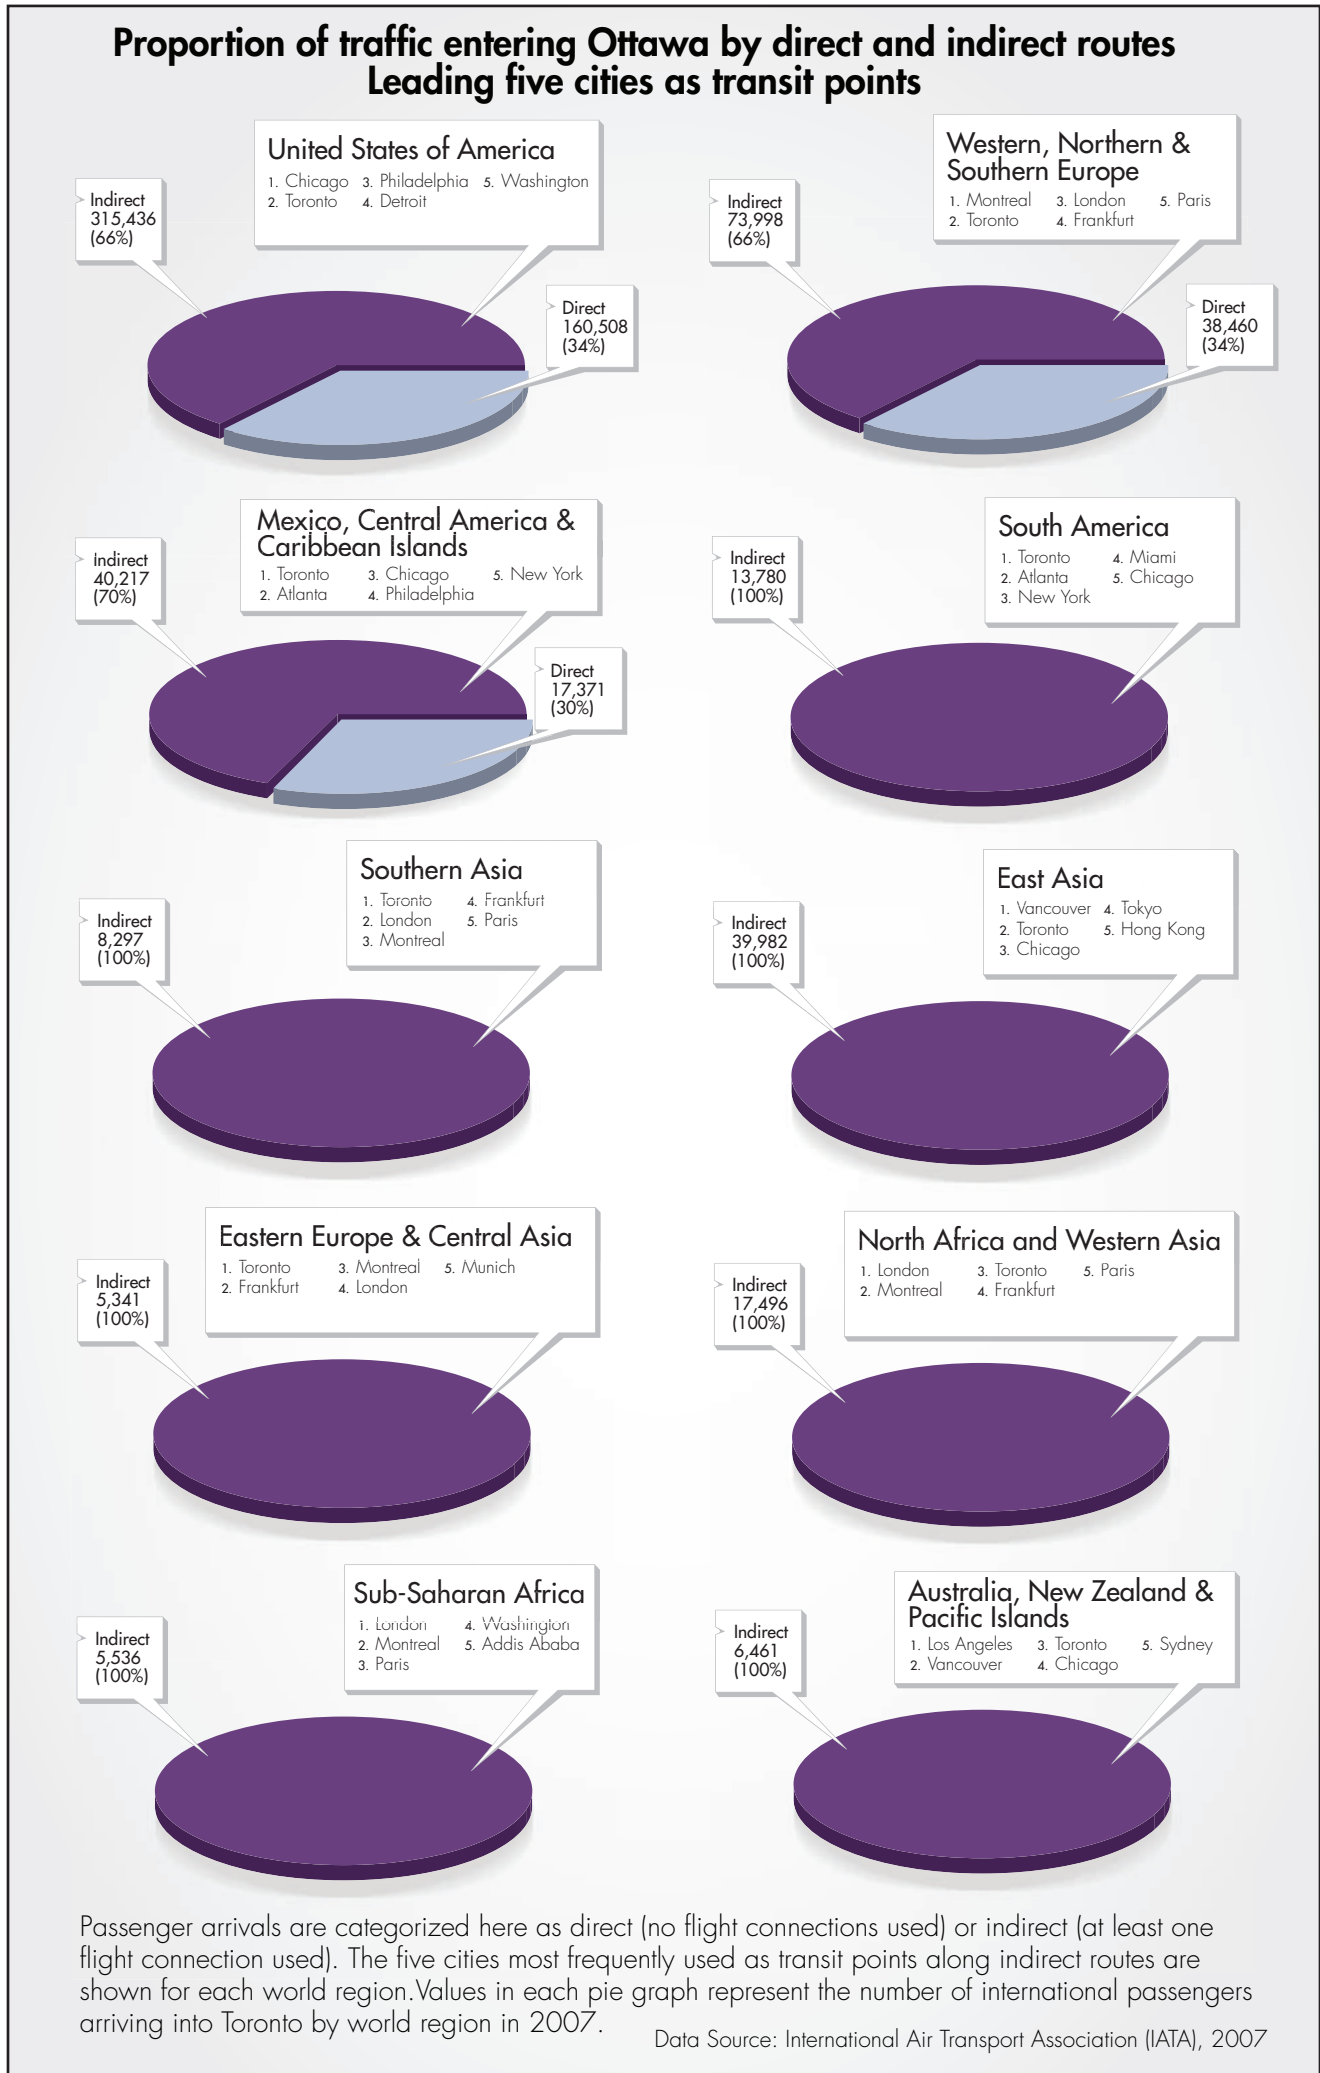 Proportion of traffic entering Ottawa by direct and indirect routes
Leading five cities as transit points
United States of America
1. Chicago 3. Philadelphia 5. Washington
2. Toronto 4. Detroit
Indirect
315,436
(66%)
Direct
160,508
(34%)
Western, Northern &
Southern Europe
1. Montreal 3. London 5. Paris
2. Toronto 4. Frankfurt
Indirect
73,998
(66%)
Direct
38,460
(34%)
Mexico, Central America &
Caribbean Islands
1. Toronto 3. Chicago 5. New York
2. Atlanta 4. Philadelphia
Indirect
40,217
(70%)
Direct
17,371
(30%)
South America
1. Toronto 4. Miami
2. Atlanta 5. Chicago
3. New York
Indirect
13,780
(100%)
Southern Asia
1. Toronto 4. Frankfurt
2. London 5. Paris
3. Montreal
Indirect
8,297
(100%)
East Asia
1. Vancouver 4. Tokyo
2. Toronto 5. Hong Kong
3. Chicago
Indirect
39,982
(100%)
Eastern Europe & Central Asia
1. Toronto 3. Montreal 5. Munich
2. Frankfurt 4. London
Indirect
5,341
(100%)
North Africa and Western Asia
1. London 3. Toronto 5. Paris
2. Montreal 4. Frankfurt
Indirect
17,496
(100%)
Sub-Saharan Africa
1. London 4. Washington
2. Montreal 5. Addis Ababa
3. Paris
Indirect
5,536
(100%)
Australia, New Zealand &
Pacific Islands
1. Los Angeles 3. Toronto 5. Sydney
2. Vancouver 4. Chicago
Indirect
6,461
(100%)
Passenger arrivals are categorized here as direct (no flight connections used) or indirect (at least one
flight connection used). The five cities most frequently used as transit points along indirect routes are
shown for each world region. Values in each pie graph represent the number of international passengers
arriving into Toronto by world region in 2007.
Data Source: International Air Transport Association (IATA), 2007